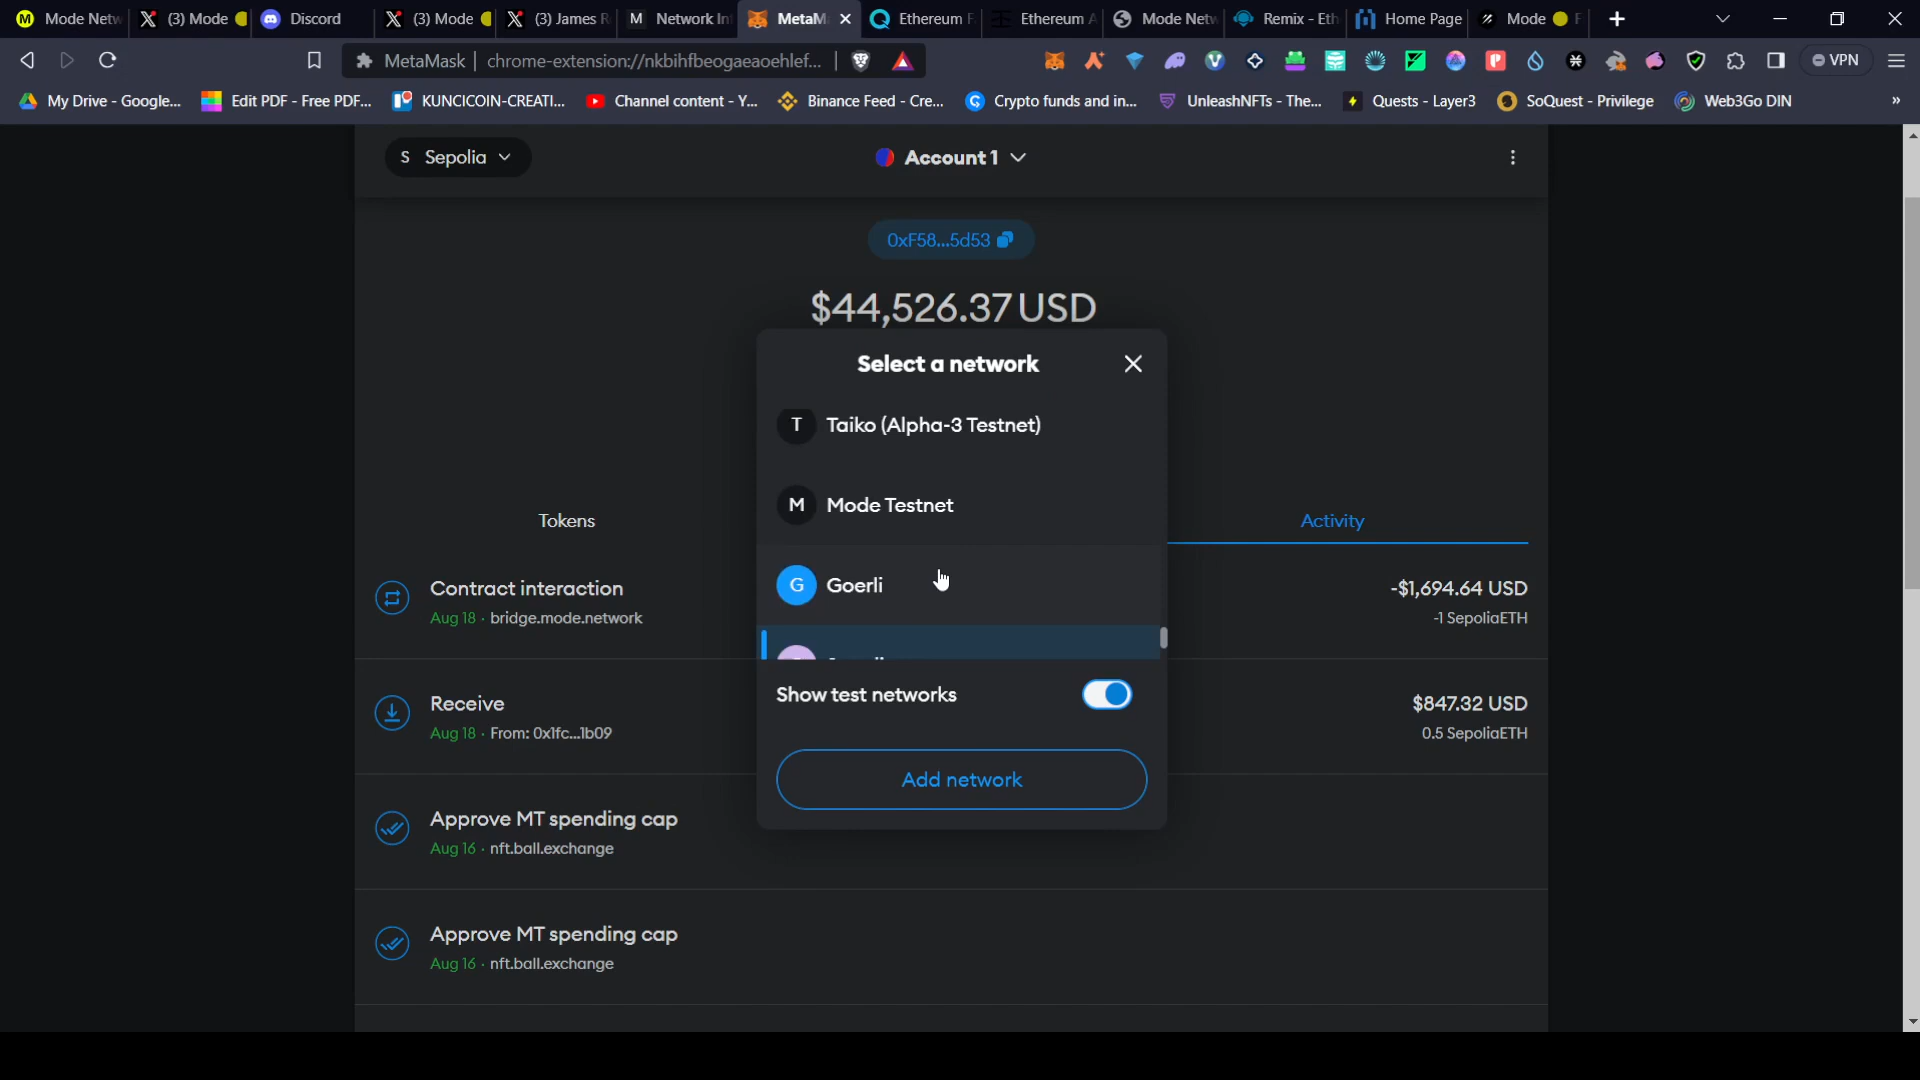 Mode Netw
(3) Mode
Discord
(3) Mode
(3) James R
Network In
MetaM
Ethereum F
Ethereum A
Mode Netw
Remix - Eth
Home Page
Mode
MetaMask
chrome-extension://nkbihfbeogaeaoehlef...
VPN
My Drive - Google...
Edit PDF - Free PDF...
KUNCICOIN-CREATI...
Channel content - Y...
Binance Feed - Cre...
Crypto funds and in...
UnleashNFTs - The...
Quests - Layer3
SoQuest - Privilege
Web3Go DIN
»
S Sepolia
Account 1
0xF58...5d53
$44,526.37 USD
Select a network
T Taiko (Alpha-3 Testnet)
M Mode Testnet
G Goerli
Show test networks
Add network
Tokens
Activity
Contract interaction
-$1,694.64 USD
Aug 18 · bridge.mode.network
-1 SepoliaETH
Receive
$847.32 USD
Aug 18 · From: 0x1fc...1b09
0.5 SepoliaETH
Approve MT spending cap
Aug 16 · nft.ball.exchange
Approve MT spending cap
Aug 16 · nft.ball.exchange